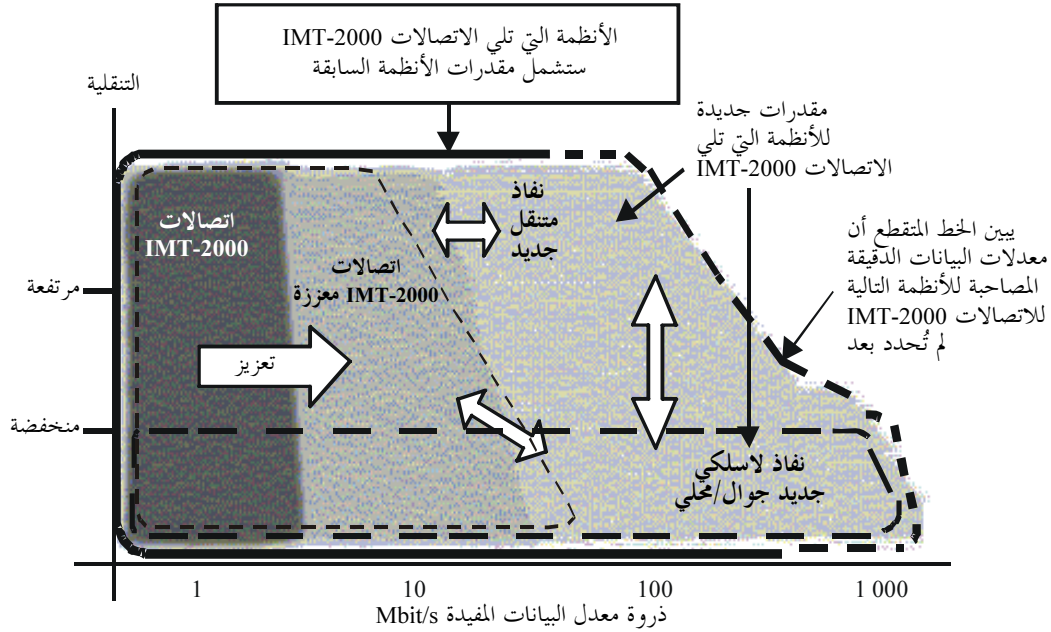 الأنظمة التي تلي الاتصالات IMT-2000
ستشمل مقدرات الأنظمة السابقة
التنقلية
مقدرات جديدة
للأنظمة التي تلي
الاتصالات IMT-2000
نفاذ
متنقل
جديد
اتصالات
IMT-2000
اتصالات
IMT-2000 معززة
يبين الخط المتقطع أن
معدلات البيانات الدقيقة
المصاحبة للأنظمة التالية
للاتصالات IMT-2000
لم تُحدد بعد
مرتفعة
تعزيز
منخفضة
نفاذ لاسلكي
جديد جوال/محلي
1
10
100
1 000
ذروة معدل البيانات المفيدة Mbit/s